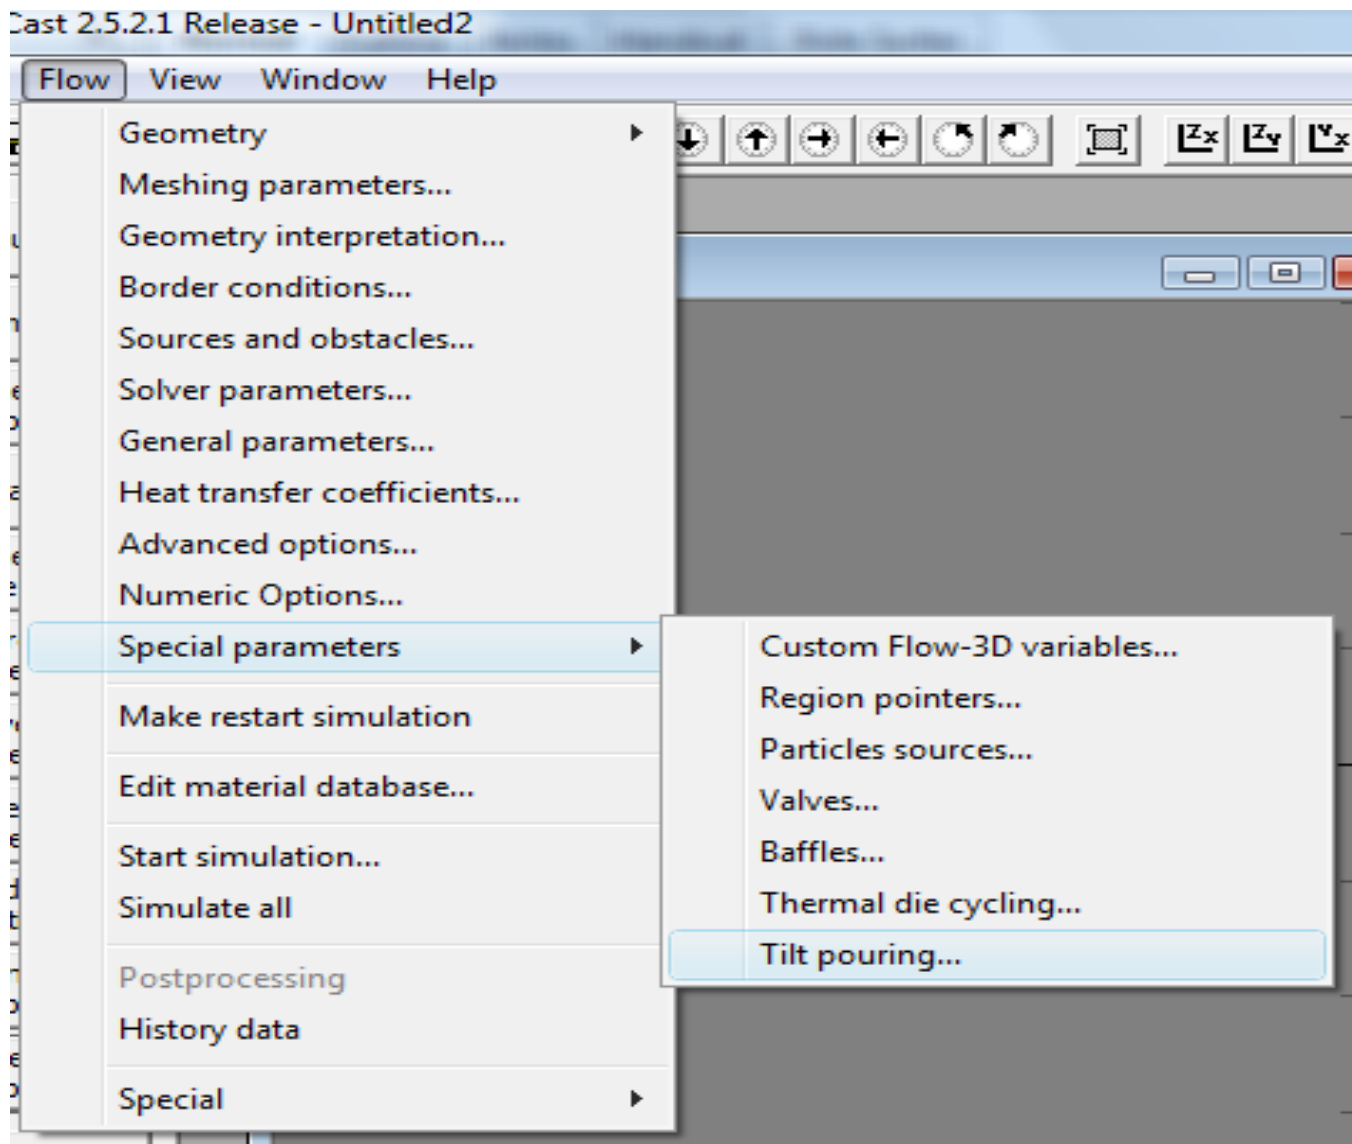 Cast 2.5.2.1 Release - Untitled2
Flow View Window Help
Geometry
Meshing parameters...
Geometry interpretation...
Border conditions...
Sources and obstacles...
Solver parameters...
General parameters...
Heat transfer coefficients...
Advanced options...
Numeric Options...
Special parameters
Make restart simulation
Edit material database...
Start simulation...
Simulate all
Postprocessing
History data
Special
Custom Flow-3D variables...
Region pointers...
Particles sources...
Valves...
Baffles...
Thermal die cycling...
Tilt pouring...
Zx Zy Yx